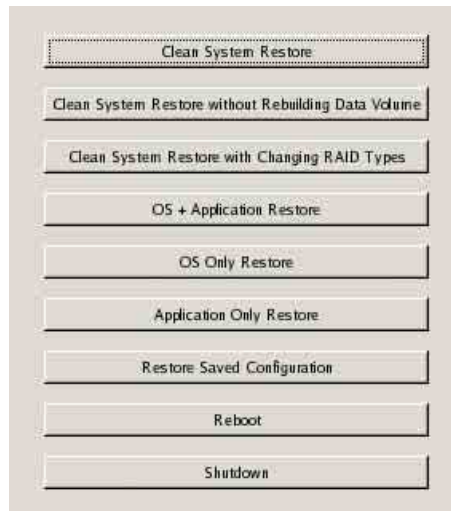 Clean System Restore
Clean System Restore without Rebuilding Data Volume
Clean System Restore with Changing RAID Types
OS + Application Restore
OS Only Restore
Application Only Restore
Restore Saved Configuration
Reboot
Shutdown